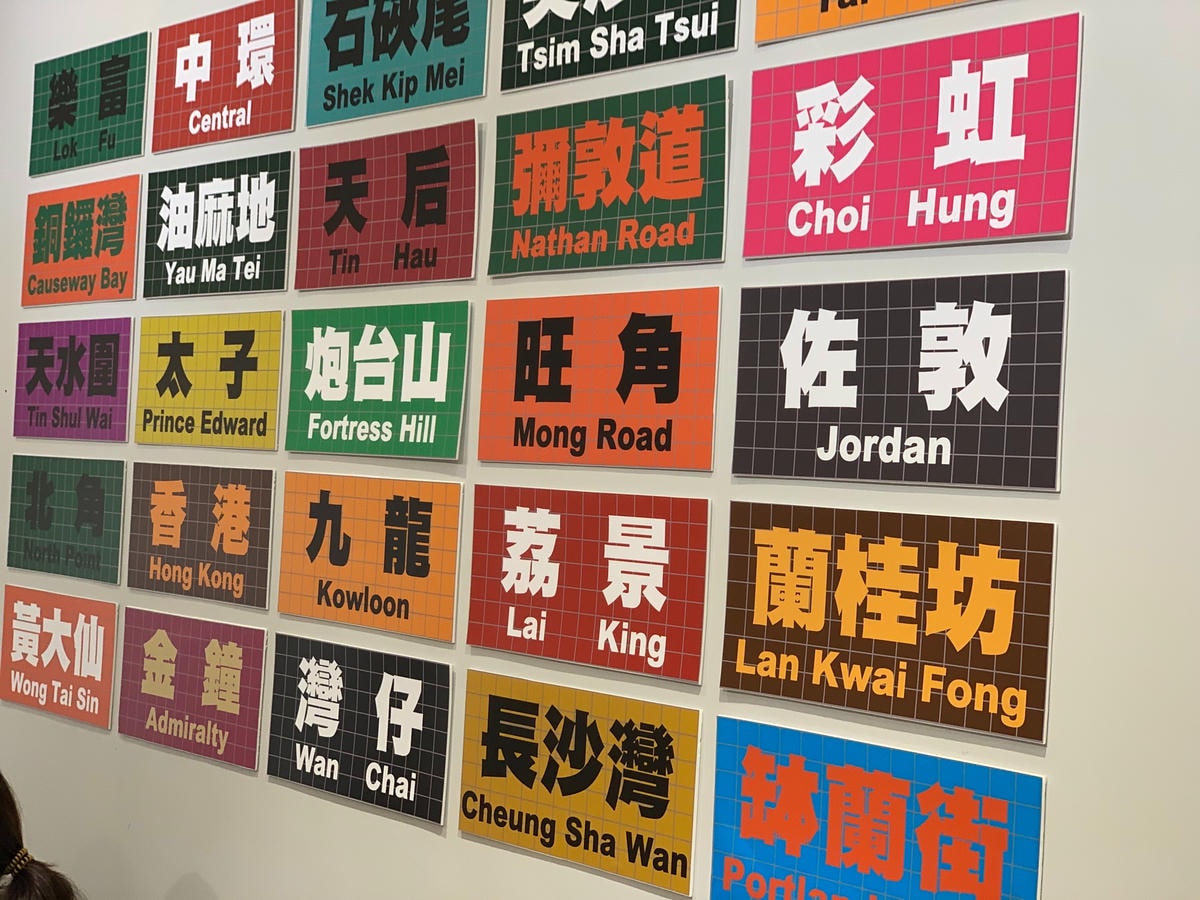 樂富
Lok Fu
中環
Central
石硤尾
Shek Kip Mei
Tsim Sha Tsui
銅鑼灣
Causeway Bay
油麻地
Yau Ma Tei
天后
Tin Hau
彌敦道
Nathan Road
彩虹
Choi Hung
天水圍
Tin Shui Wai
太子
Prince Edward
炮台山
Fortress Hill
旺角
Mong Road
佐敦
Jordan
北角
North Point
香港
Hong Kong
九龍
Kowloon
荔景
Lai King
蘭桂坊
Lan Kwai Fong
黃大仙
Wong Tai Sin
金鐘
Admiralty
灣仔
Wan Chai
長沙灣
Cheung Sha Wan
砵蘭街